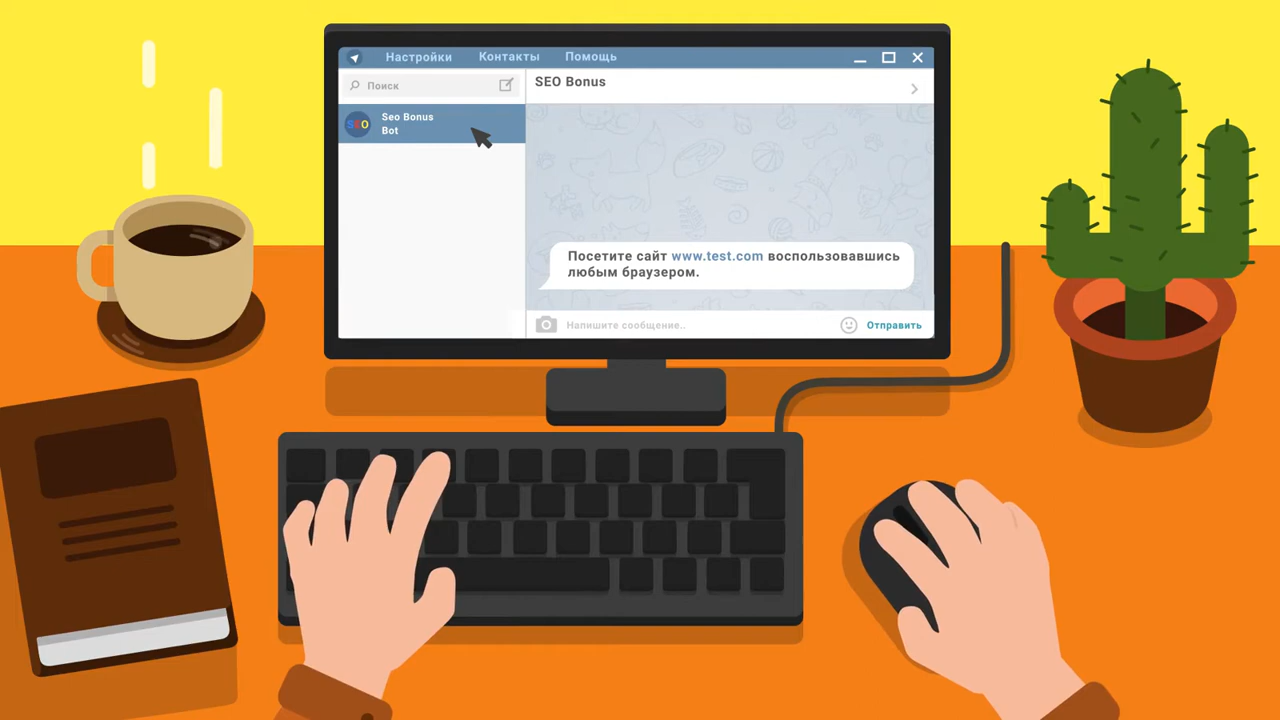 Настройки Контакты Помощь
Поиск
SEO Bonus
SEO
Seo Bonus
Bot
Посетите сайт www.test.com воспользовавшись
любым браузером.
Напишите сообщение..
Отправить